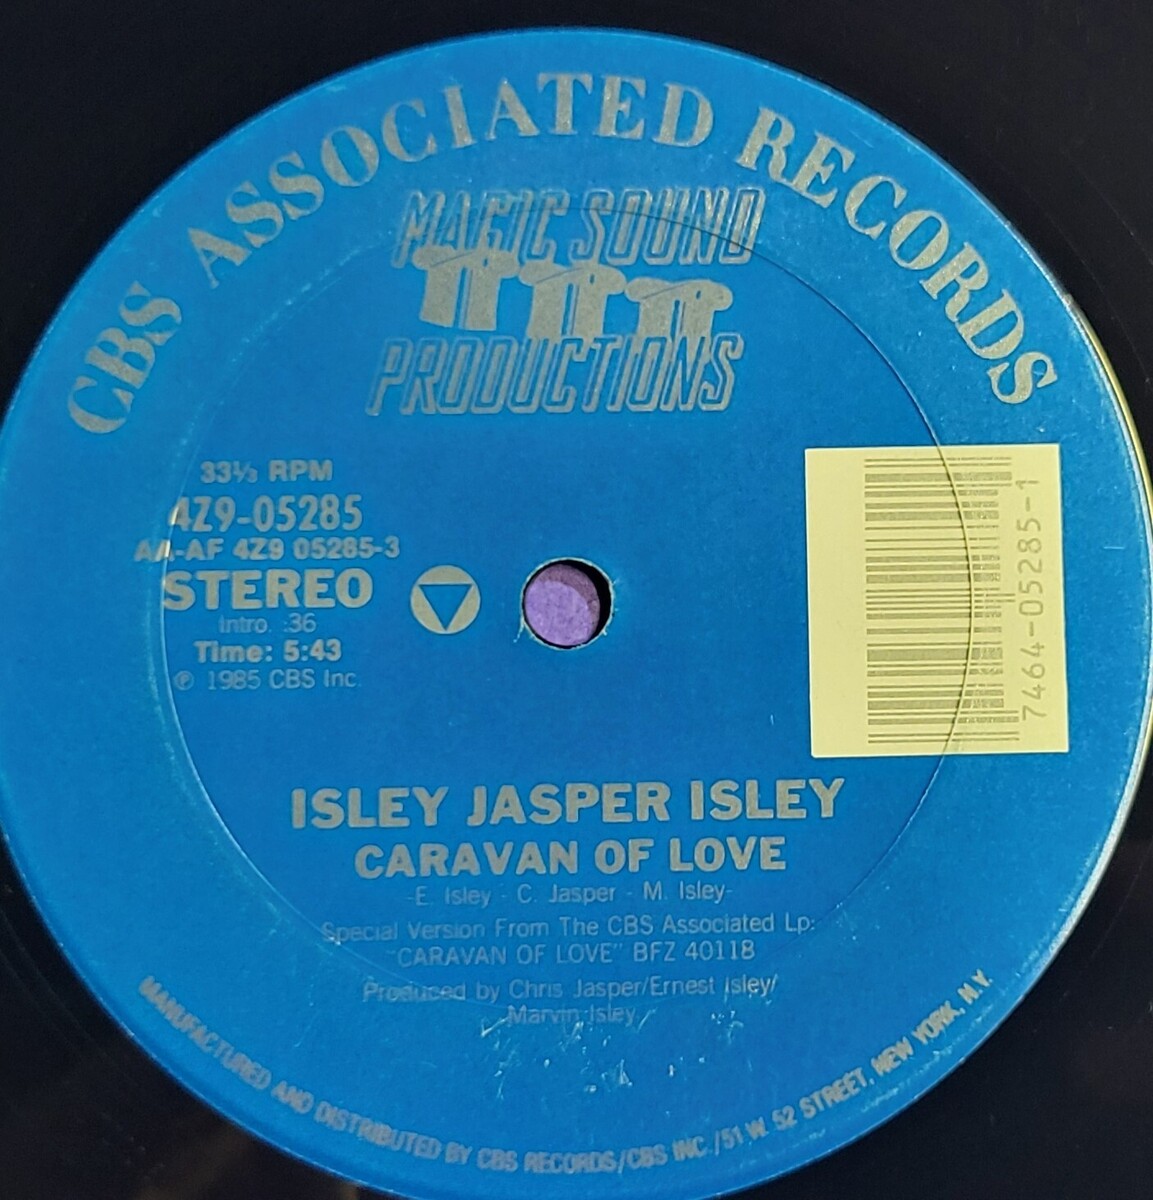 CBS ASSOCIATED RECORDS
MAGIC SOUND
PRODUCTIONS
33⅓ RPM
4Z9-05285
AA-AF 4Z9 05285-3
STEREO
Intro. :36
Time: 5:43
℗ 1985 CBS Inc.
7464-05285-1
ISLEY JASPER ISLEY
CARAVAN OF LOVE
-E. Isley - C. Jasper - M. Isley-
Special Version From The CBS Associated Lp:
"CARAVAN OF LOVE" BFZ 40118
Produced by Chris Jasper/Ernest Isley/
Marvin Isley
MANUFACTURED AND DISTRIBUTED BY CBS RECORDS/CBS INC./51 W. 52 STREET, NEW YORK, N.Y.